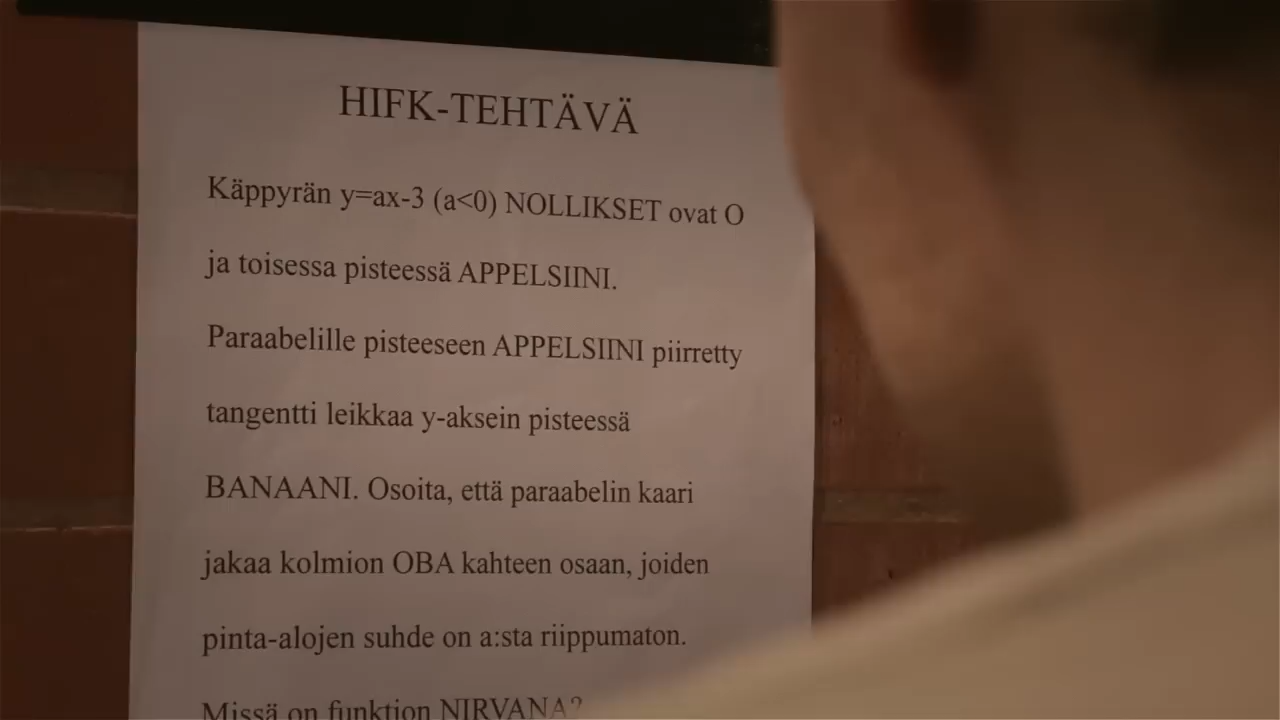 HIFK-TEHTÄVÄ
Käppyrän y=ax-3 (a<0) NOLLIKSET ovat O
ja toisessa pisteessä APPELSIINI.
Paraabelille pisteeseen APPELSIINI piirretty
tangentti leikkaa y-aksein pisteessä
BANAANI. Osoita, että paraabelin kaari
jakaa kolmion OBA kahteen osaan, joiden
pinta-alojen suhde on a:sta riippumaton.
Missä on funktion NIRVANA?